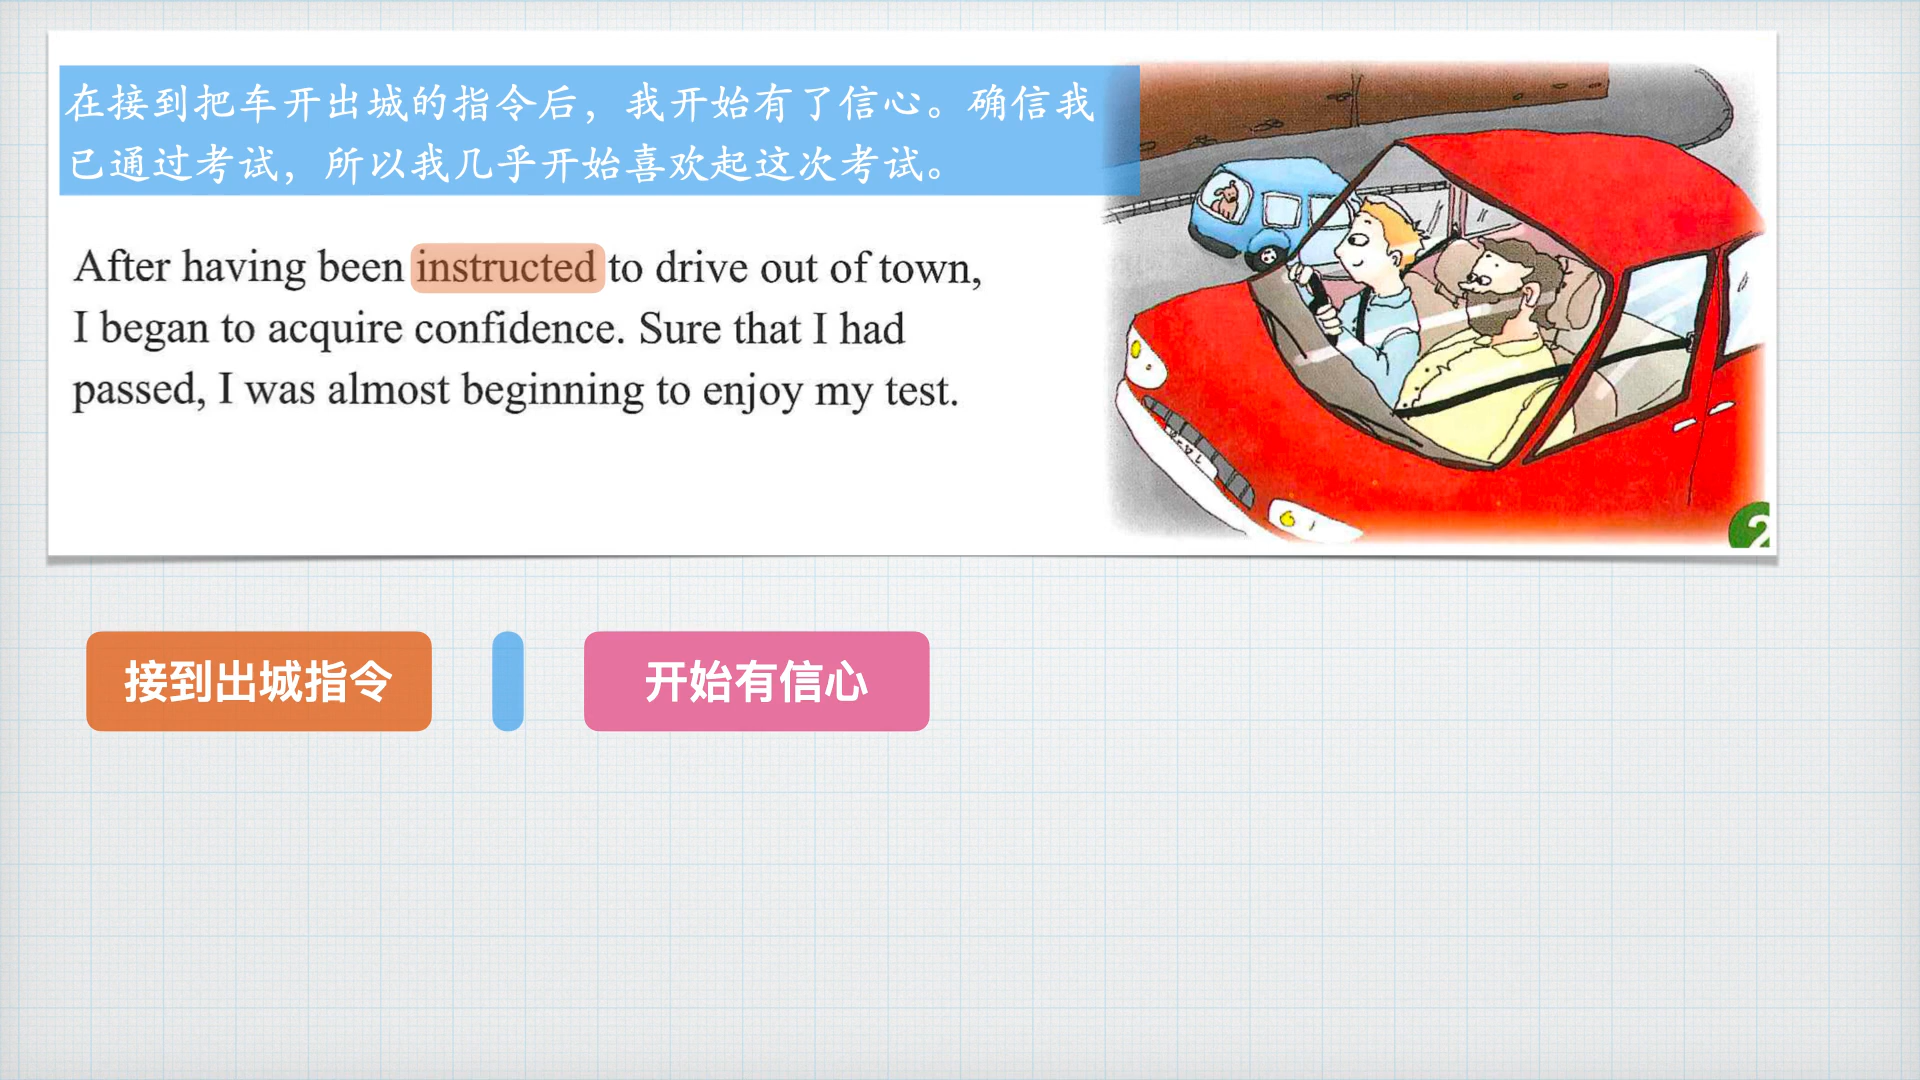 在接到把车开出城的指令后，我开始有了信心。确信我
已通过考试，所以我几乎开始喜欢起这次考试。
After having been instructed to drive out of town,
I began to acquire confidence. Sure that I had
passed, I was almost beginning to enjoy my test.
2
接到出城指令
开始有信心